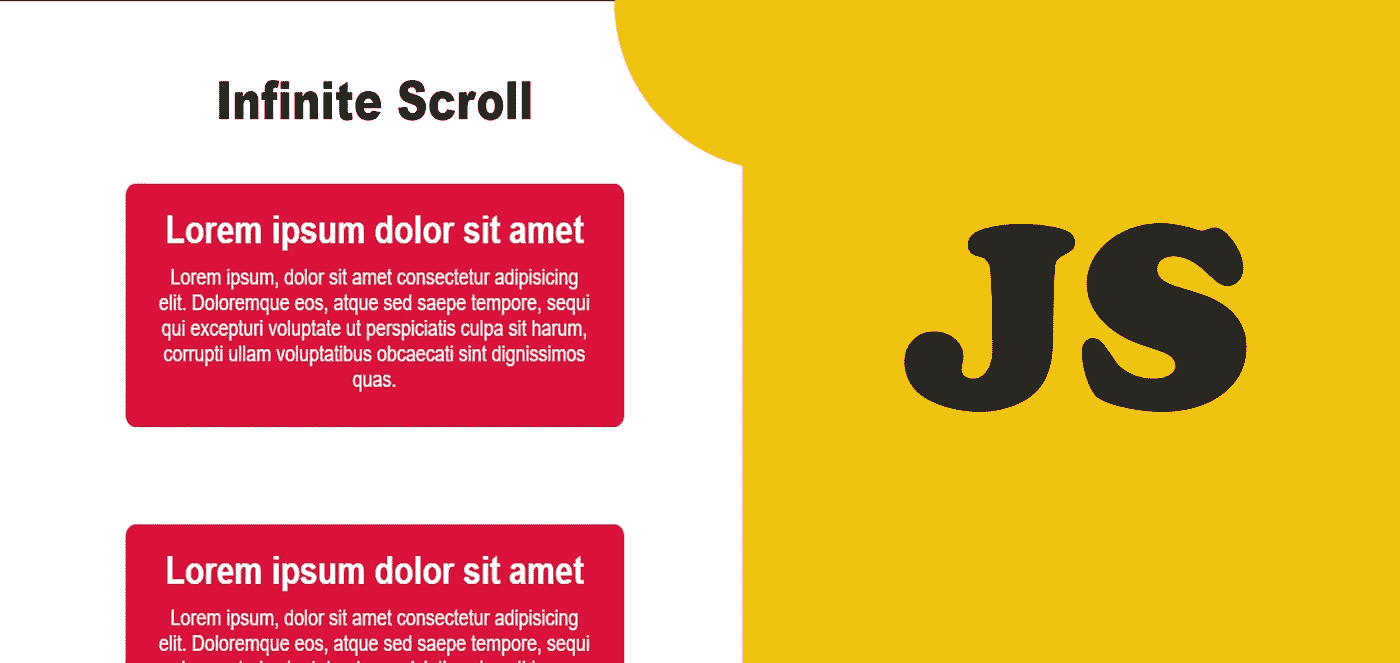 Infinite Scroll
Lorem ipsum dolor sit amet
Lorem ipsum, dolor sit amet consectetur adipisicing
elit. Doloremque eos, atque sed saepe tempore, sequi
qui excepturi voluptate ut perspiciatis culpa sit harum,
corrupti ullam voluptatibus obcaecati sint dignissimos
quas.
Lorem ipsum dolor sit amet
Lorem ipsum, dolor sit amet consectetur adipisicing
elit. Doloremque eos, atque sed saepe tempore, sequi
JS